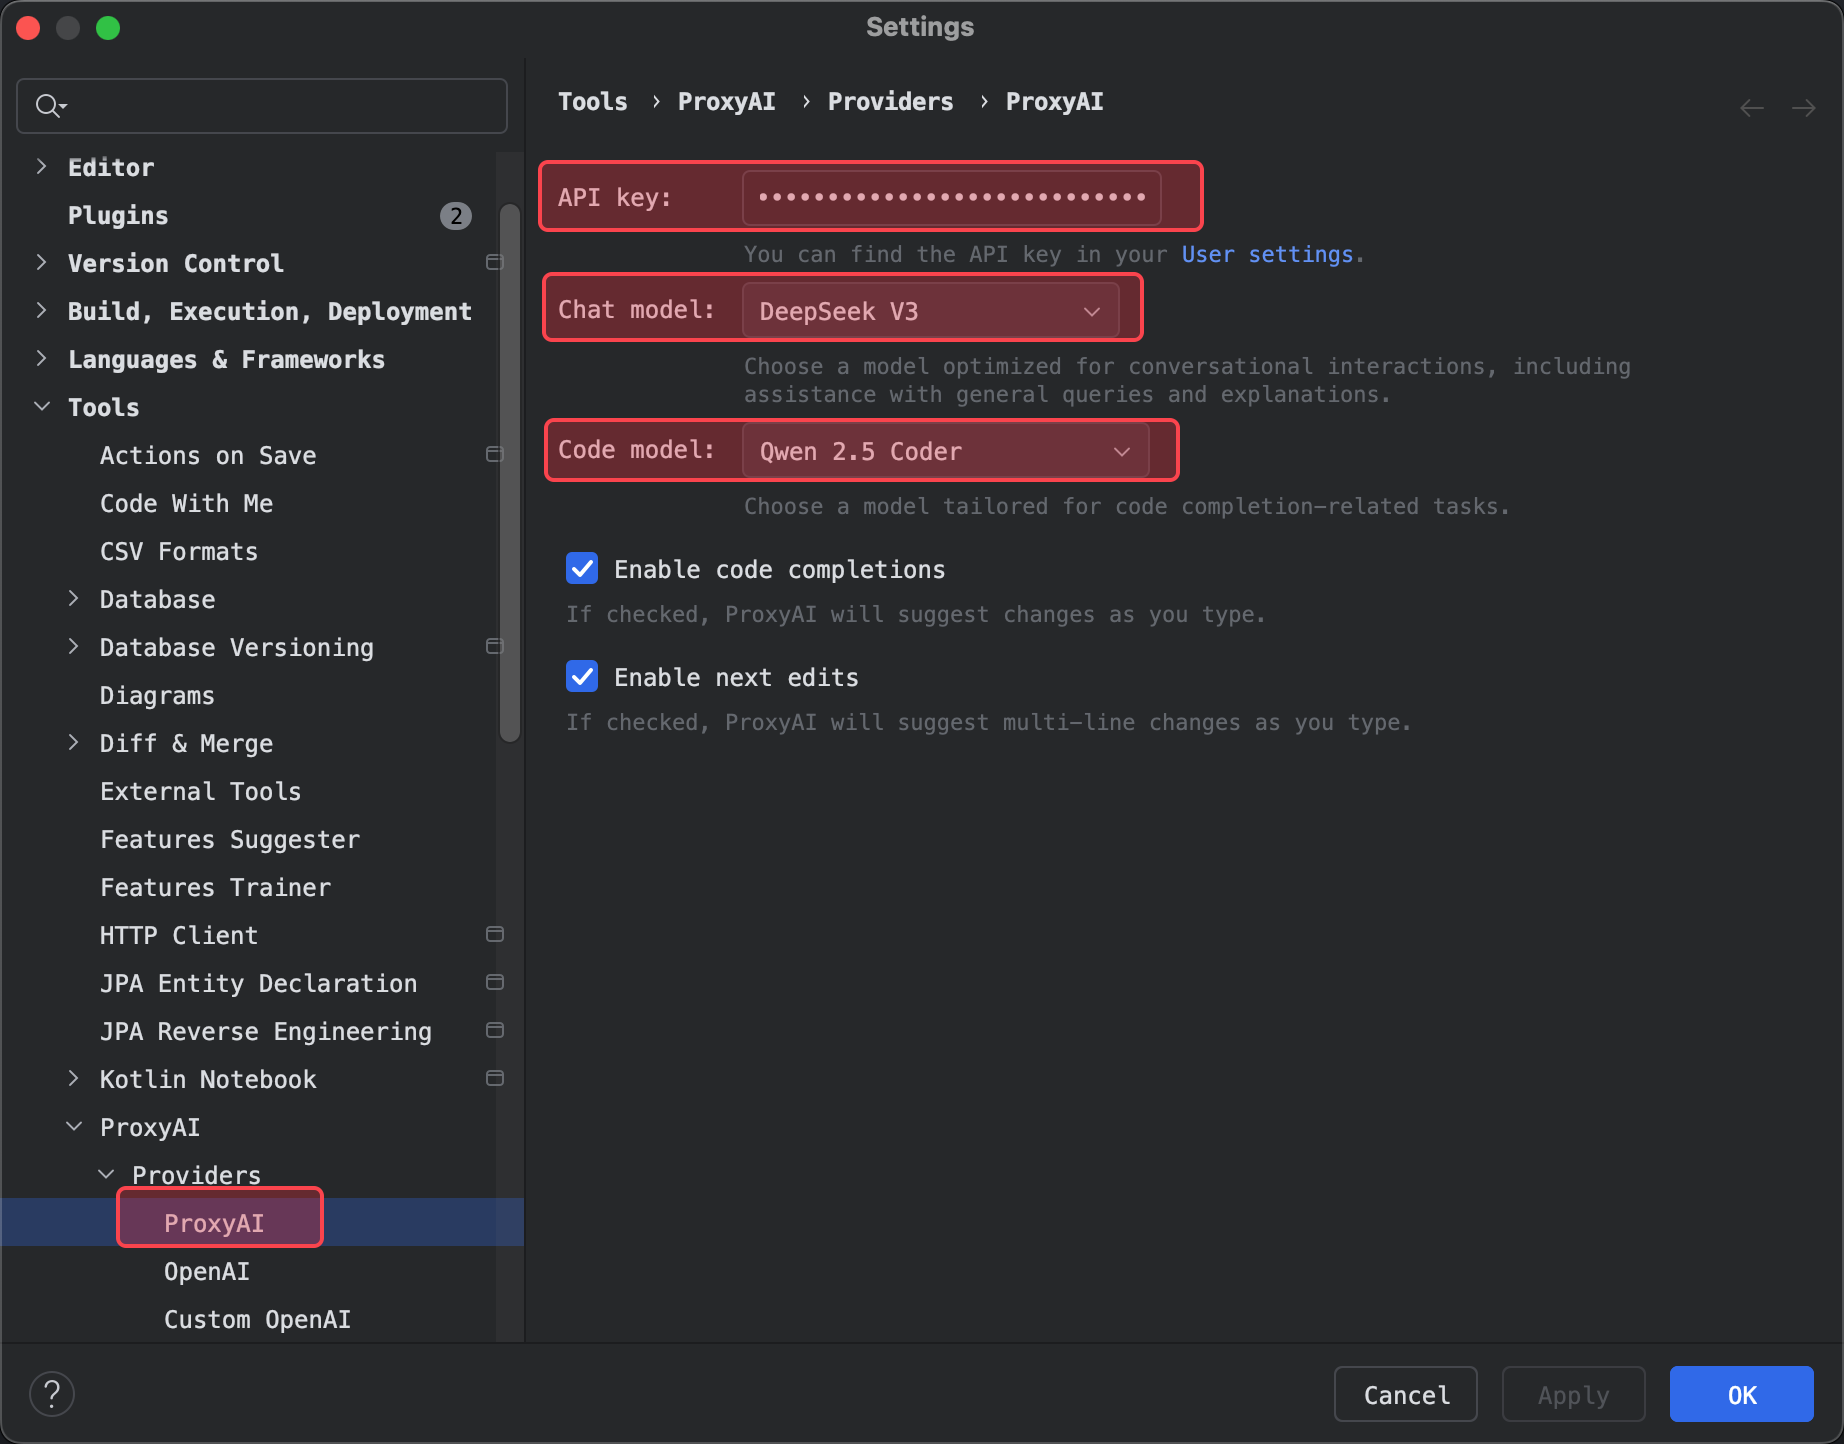 Settings
Editor
Plugins 2
Version Control
Build, Execution, Deployment
Languages & Frameworks
Tools
Actions on Save
Code With Me
CSV Formats
Database
Database Versioning
Diagrams
Diff & Merge
External Tools
Features Suggester
Features Trainer
HTTP Client
JPA Entity Declaration
JPA Reverse Engineering
Kotlin Notebook
ProxyAI
Providers
ProxyAI
OpenAI
Custom OpenAI
Tools › ProxyAI › Providers › ProxyAI
API key: ••••••••••••••••••••••••••••
You can find the API key in your User settings.
Chat model: DeepSeek V3
Choose a model optimized for conversational interactions, including
assistance with general queries and explanations.
Code model: Qwen 2.5 Coder
Choose a model tailored for code completion-related tasks.
Enable code completions
If checked, ProxyAI will suggest changes as you type.
Enable next edits
If checked, ProxyAI will suggest multi-line changes as you type.
?
Cancel Apply OK